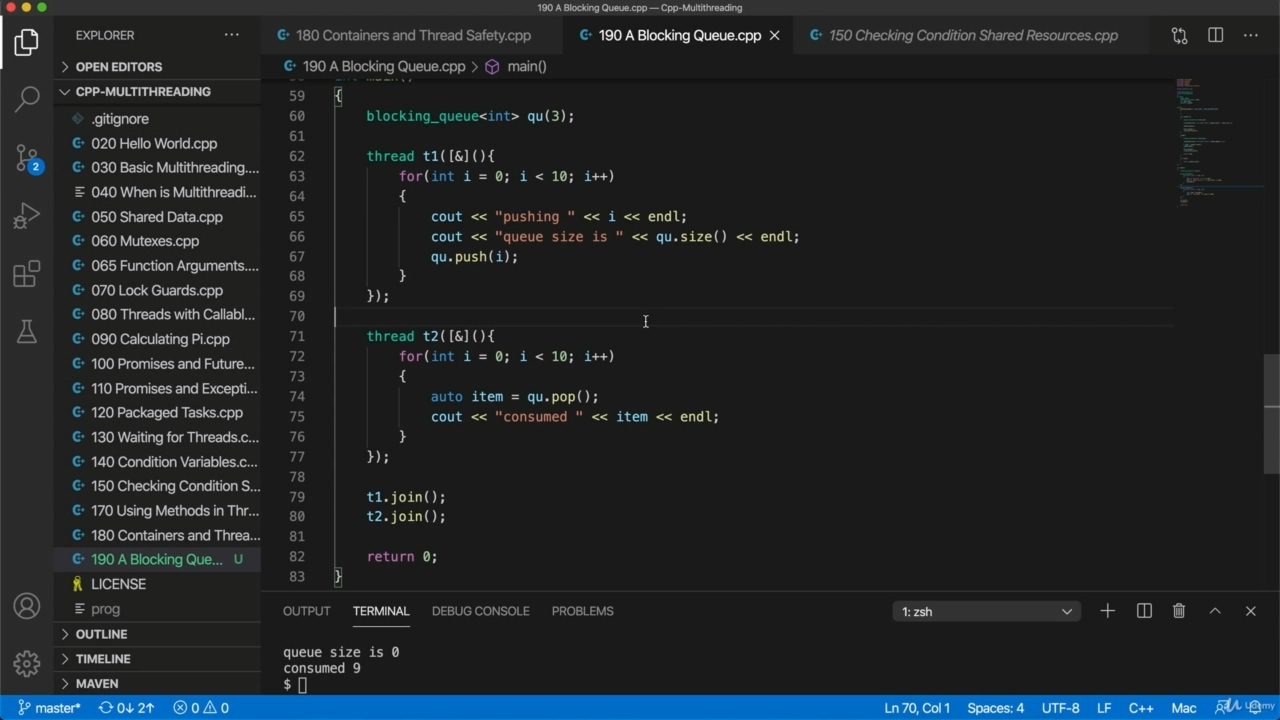 190 A Blocking Queue.cpp — Cpp-Multithreading
EXPLORER
180 Containers and Thread Safety.cpp
190 A Blocking Queue.cpp
150 Checking Condition Shared Resources.cpp
OPEN EDITORS
190 A Blocking Queue.cpp > main()
CPP-MULTITHREADING
.gitignore
020 Hello World.cpp
030 Basic Multithreading....
040 When is Multithreadi...
050 Shared Data.cpp
060 Mutexes.cpp
065 Function Arguments....
070 Lock Guards.cpp
080 Threads with Callabl...
090 Calculating Pi.cpp
100 Promises and Future...
110 Promises and Excepti...
120 Packaged Tasks.cpp
130 Waiting for Threads.c...
140 Condition Variables.c...
150 Checking Condition S...
170 Using Methods in Thr...
180 Containers and Threa...
190 A Blocking Que... U
LICENSE
prog
OUTLINE
TIMELINE
MAVEN
2
59 {
60 blocking_queue<int> qu(3);
61
62 thread t1([&](){
63 for(int i = 0; i < 10; i++)
64 {
65 cout << "pushing " << i << endl;
66 cout << "queue size is " << qu.size() << endl;
67 qu.push(i);
68 }
69 });
70
71 thread t2([&](){
72 for(int i = 0; i < 10; i++)
73 {
74 auto item = qu.pop();
75 cout << "consumed " << item << endl;
76 }
77 });
78
79 t1.join();
80 t2.join();
81
82 return 0;
83 }
OUTPUT TERMINAL DEBUG CONSOLE PROBLEMS
1: zsh
queue size is 0
consumed 9
$
master* 0↓ 2↑ 0 0
Ln 70, Col 1 Spaces: 4 UTF-8 LF C++ Mac
Udemy